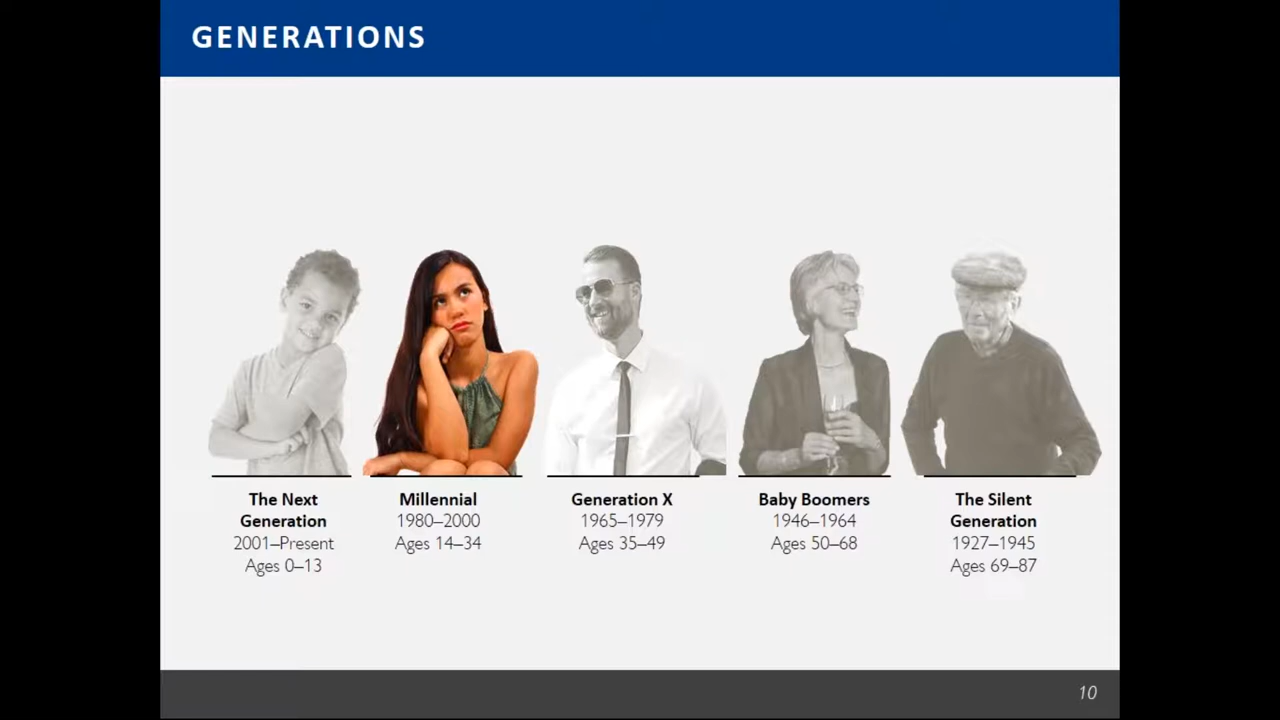 GENERATIONS
The Next
Generation
2001–Present
Ages 0–13
Millennial
1980–2000
Ages 14–34
Generation X
1965–1979
Ages 35–49
Baby Boomers
1946–1964
Ages 50–68
The Silent
Generation
1927–1945
Ages 69–87
10